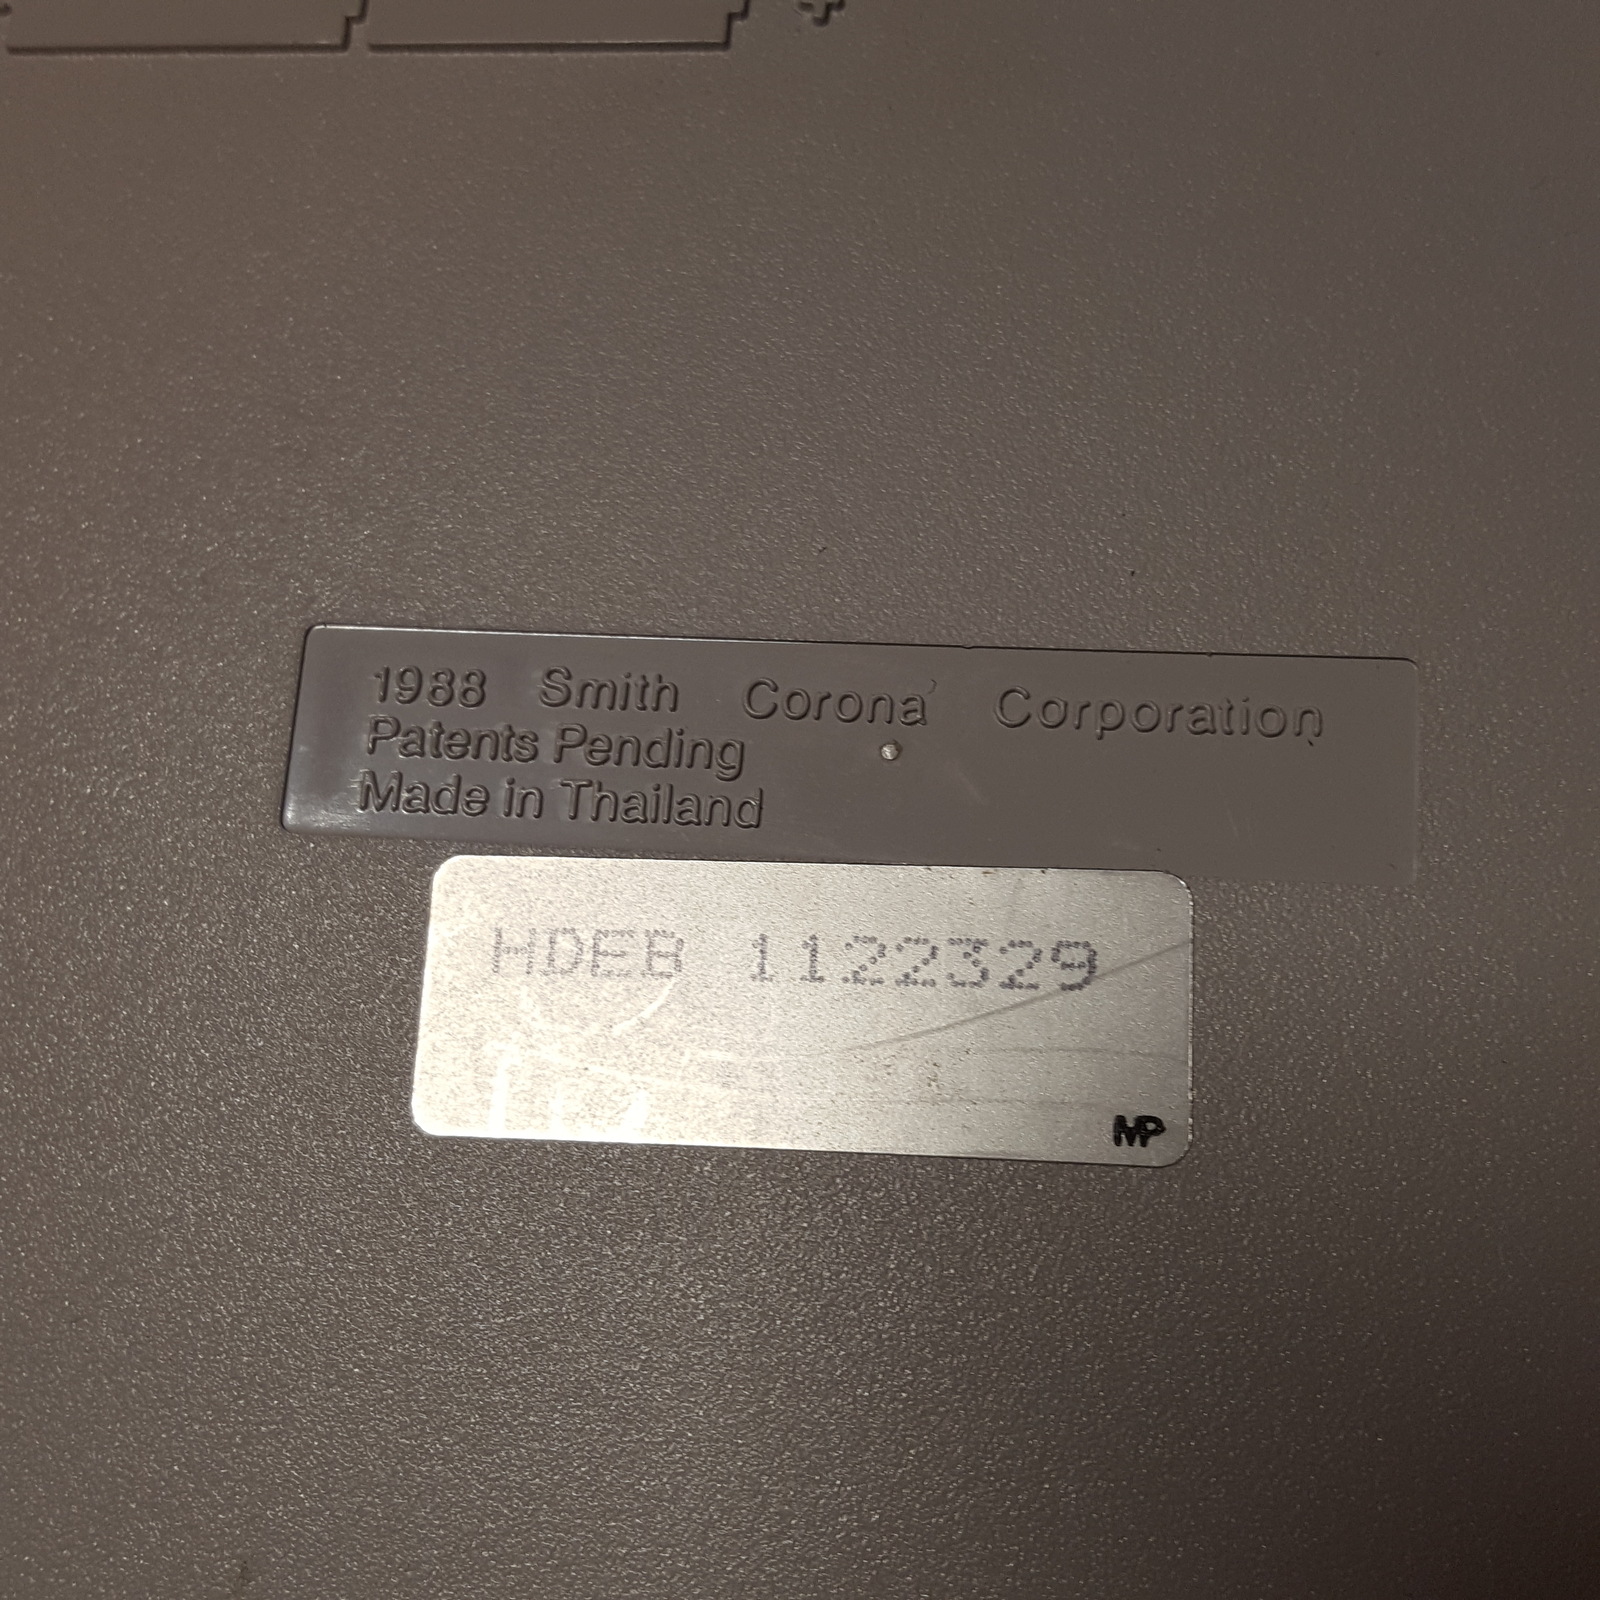 1988 Smith Corona Corporation
Patents Pending
Made in Thailand
HDEB 1122329
MP